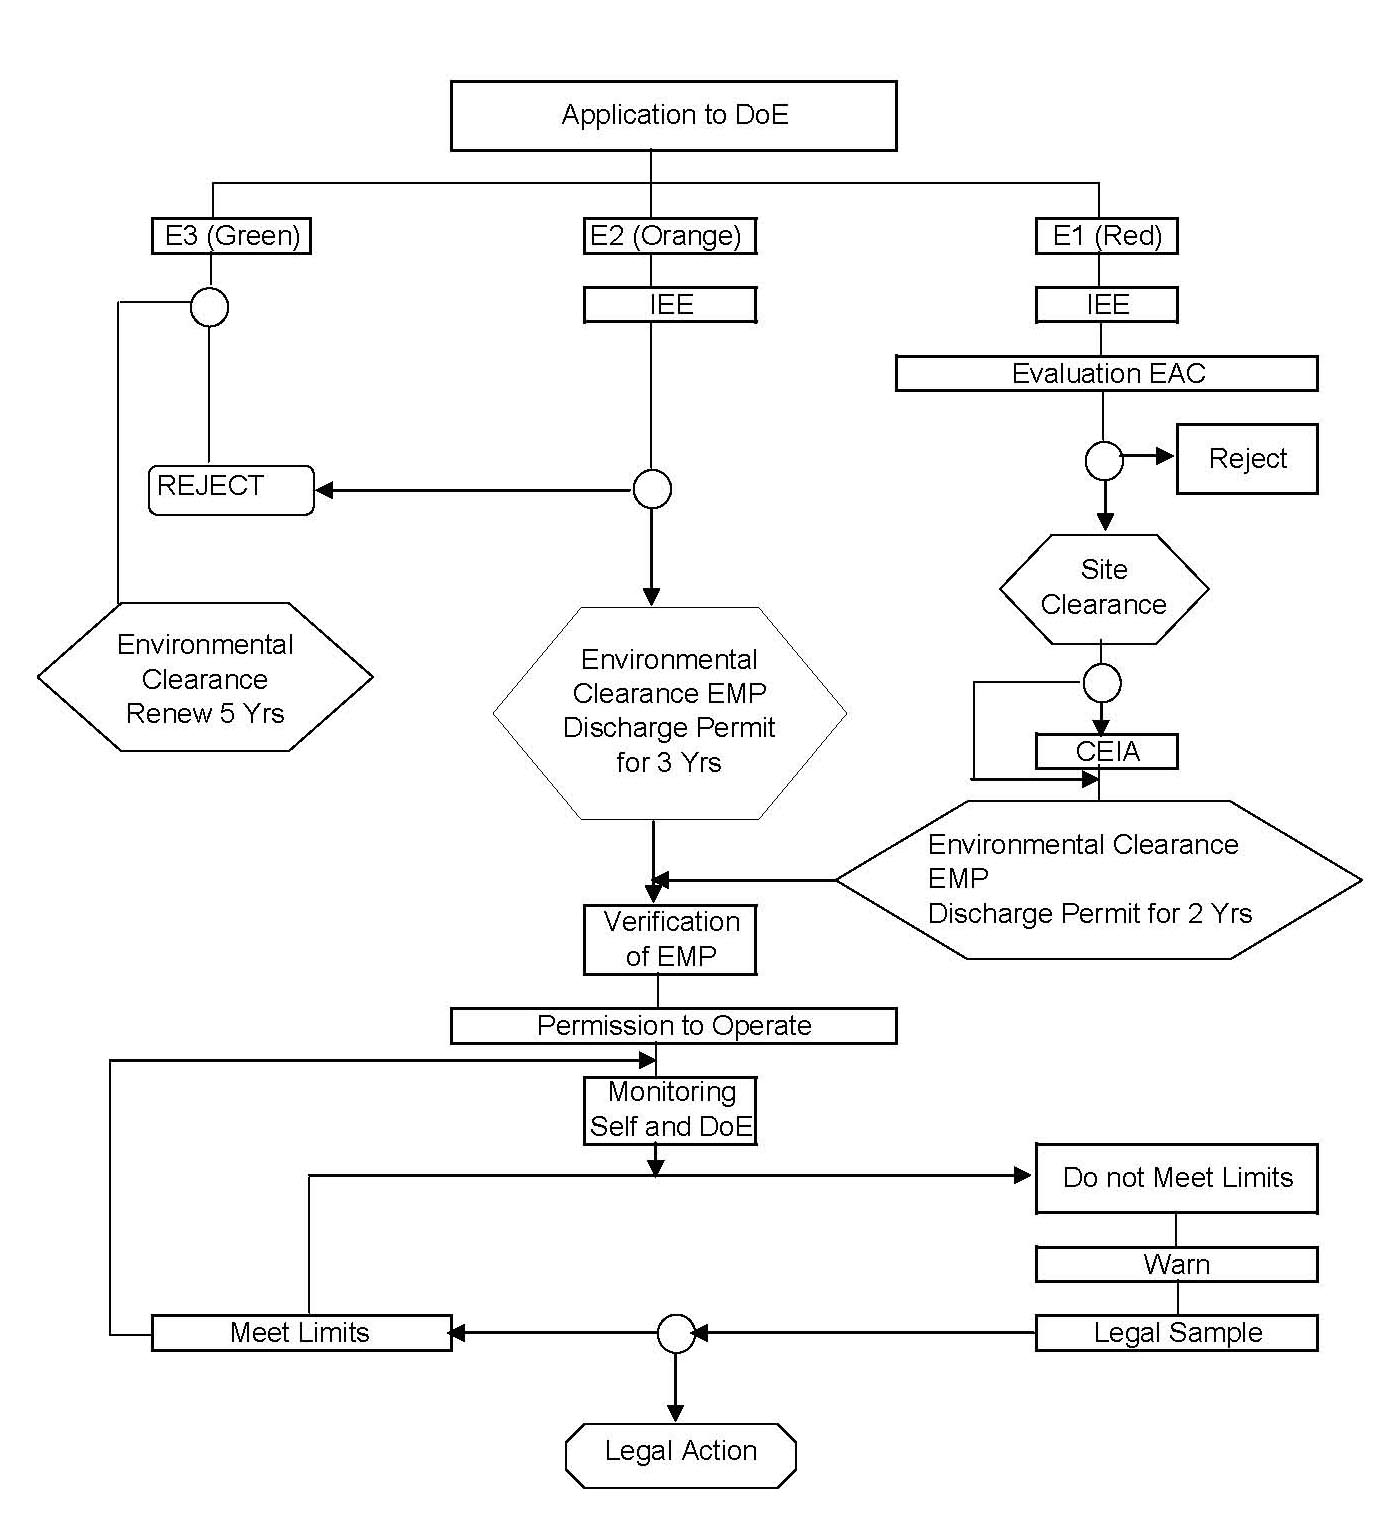 Application to DoE
E3 (Green)
E2 (Orange)
E1 (Red)
IEE
IEE
Evaluation EAC
Reject
REJECT
Site
Clearance
Environmental
Clearance
Renew 5 Yrs
Environmental
Clearance EMP
Discharge Permit
for 3 Yrs
CEIA
Environmental Clearance
EMP
Discharge Permit for 2 Yrs
Verification
of EMP
Permission to Operate
Monitoring
Self and DoE
Do not Meet Limits
Warn
Meet Limits
Legal Sample
Legal Action